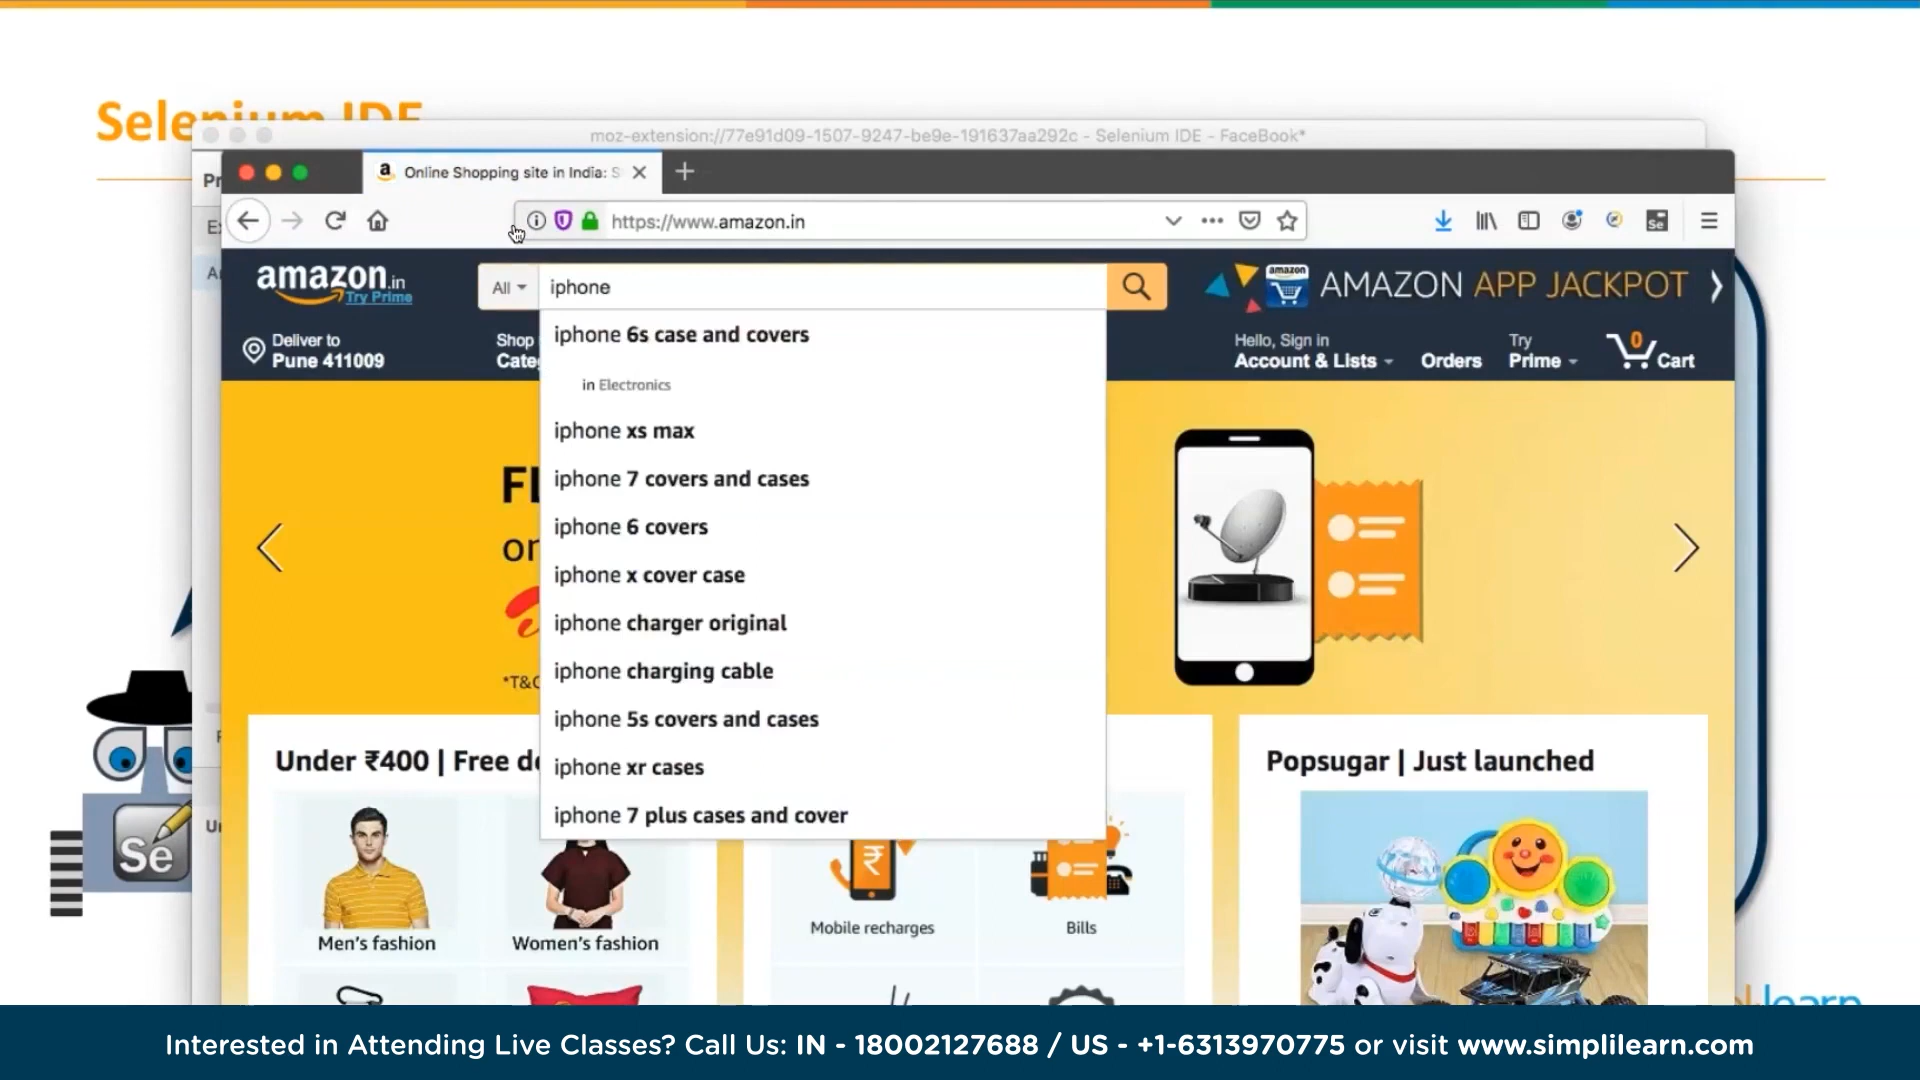 Selenium IDE
moz-extension://77e91d09-1507-9247-be9e-191637aa292c - Selenium IDE - FaceBook*
Pr
Online Shopping site in India: S
https://www.amazon.in
Se
amazon.in
Try Prime
All
iphone
amazon
AMAZON APP JACKPOT
Deliver to
Pune 411009
Shop
Cate
Hello, Sign in
Account & Lists
Orders
Try
Prime
0
Cart
iphone 6s case and covers
in Electronics
iphone xs max
iphone 7 covers and cases
iphone 6 covers
iphone x cover case
iphone charger original
iphone charging cable
iphone 5s covers and cases
iphone xr cases
iphone 7 plus cases and cover
on
*T&C
Under ₹400 | Free de
Popsugar | Just launched
Se
Men's fashion
Women's fashion
Mobile recharges
Bills
Interested in Attending Live Classes? Call Us: IN - 18002127688 / US - +1-6313970775 or visit www.simplilearn.com